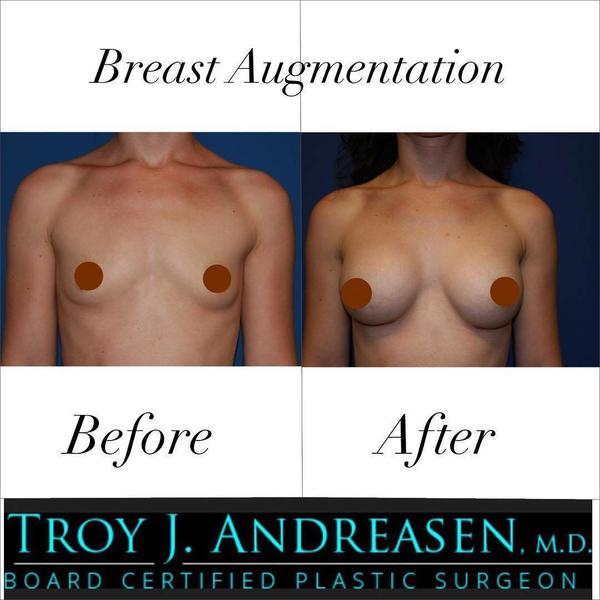 Breast Augmentation
Before
After
TROY J. ANDREASEN, M.D.
BOARD CERTIFIED PLASTIC SURGEON